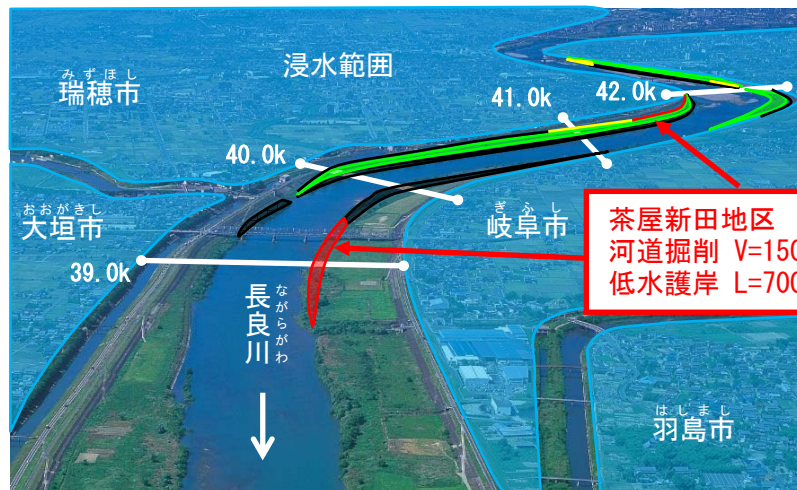 浸水範囲
みずほし
瑞穂市
42.0k
41.0k
40.0k
おおがきし
大垣市
ぎふし
岐阜市
茶屋新田地区
河道掘削 V=150
低水護岸 L=700
39.0k
長良川
ながらがわ
はしまし
羽島市